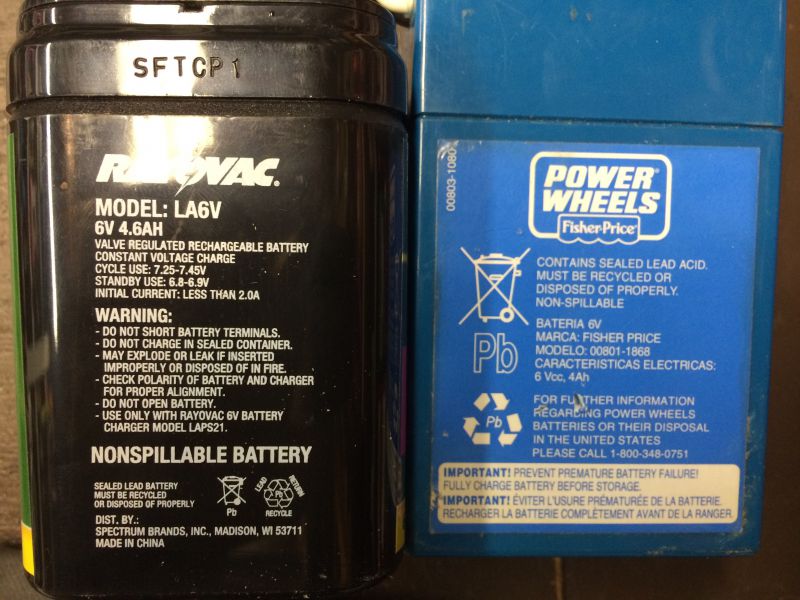 SFTCP1
RAYOVAC.
MODEL: LA6V
6V 4.6AH
VALVE REGULATED RECHARGEABLE BATTERY
CONSTANT VOLTAGE CHARGE
CYCLE USE: 7.25-7.45V
STANDBY USE: 6.8-6.9V
INITIAL CURRENT: LESS THAN 2.0A
WARNING:
- DO NOT SHORT BATTERY TERMINALS.
- DO NOT CHARGE IN SEALED CONTAINER.
- MAY EXPLODE OR LEAK IF INSERTED
IMPROPERLY OR DISPOSED OF IN FIRE.
- CHECK POLARITY OF BATTERY AND CHARGER
FOR PROPER ALIGNMENT.
- DO NOT OPEN BATTERY.
- USE ONLY WITH RAYOVAC 6V BATTERY
CHARGER MODEL LAPS21.
NONSPILLABLE BATTERY
SEALED LEAD BATTERY
MUST BE RECYCLED
OR DISPOSED OF PROPERLY
Pb
LEAD
RETURN
Pb
RECYCLE
DIST. BY.:
SPECTRUM BRANDS, INC., MADISON, WI 53711
MADE IN CHINA
00803-1080
POWER
WHEELS
Fisher-Price
CONTAINS SEALED LEAD ACID.
MUST BE RECYCLED OR
DISPOSED OF PROPERLY.
NON-SPILLABLE
Pb
BATERIA 6V
MARCA: FISHER PRICE
MODELO: 00801-1868
CARACTERISTICAS ELECTRICAS:
6 Vcc, 4Ah
Pb
FOR FURTHER INFORMATION
REGARDING POWER WHEELS
BATTERIES OR THEIR DISPOSAL
IN THE UNITED STATES
PLEASE CALL 1-800-348-0751
IMPORTANT! PREVENT PREMATURE BATTERY FAILURE!
FULLY CHARGE BATTERY BEFORE STORAGE.
IMPORTANT! ÉVITER L'USURE PRÉMATURÉE DE LA BATTERIE.
RECHARGER LA BATTERIE COMPLÈTEMENT AVANT DE LA RANGER.